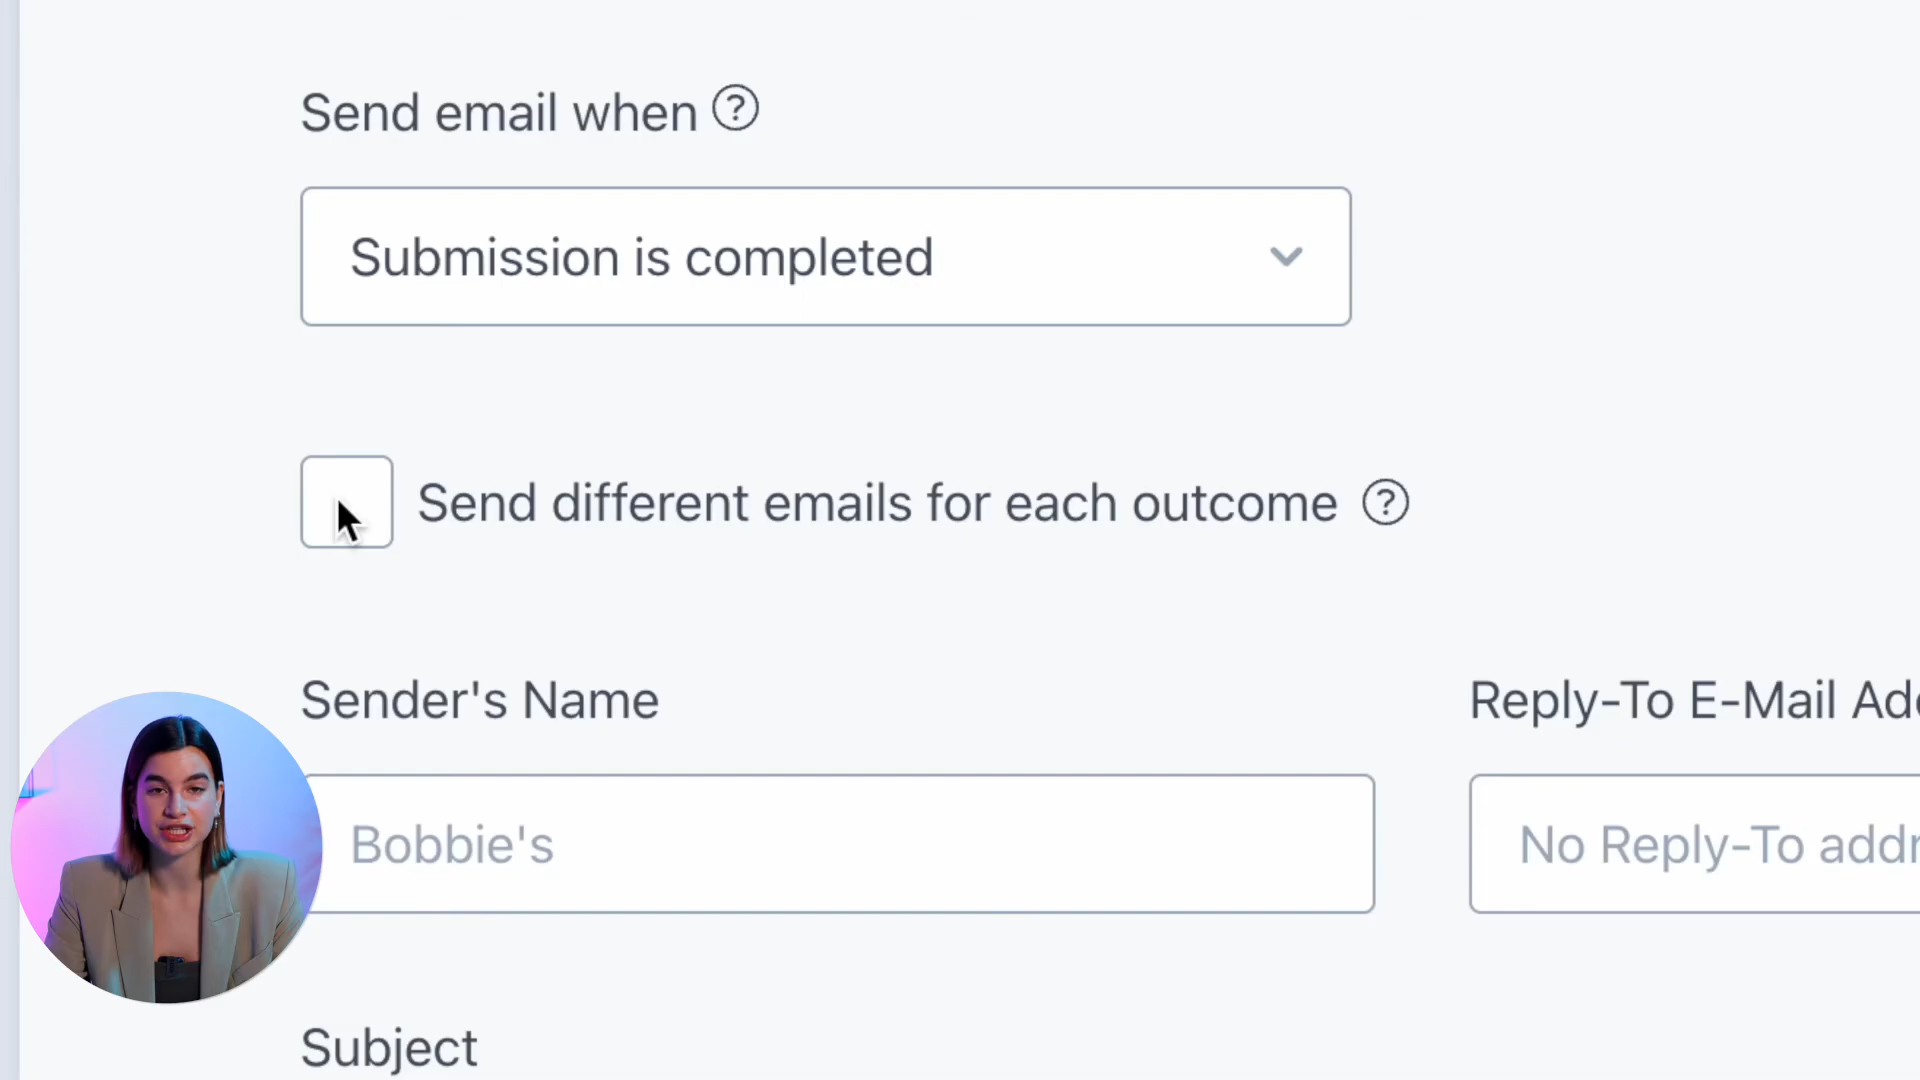 Send email when ?
Submission is completed
Send different emails for each outcome ?
Sender's Name
Reply-To E-Mail Ad
Bobbie's
No Reply-To addr
Subject